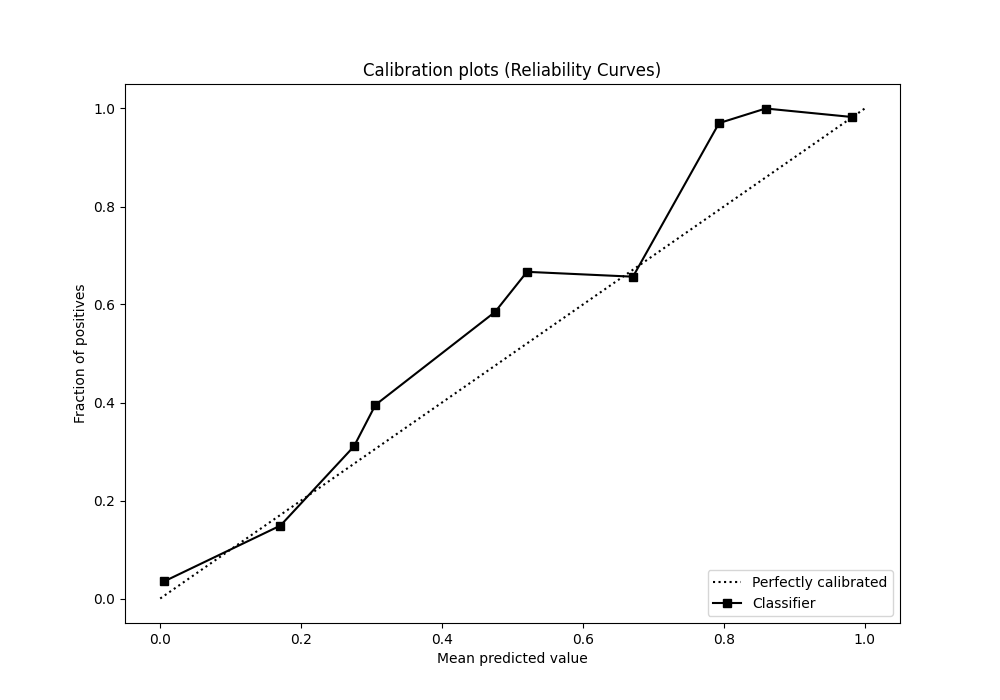 Calibration plots (Reliability Curves)
1.0
0.8
0.6
0.4
0.2
0.0
Fraction of positives
0.0 0.2 0.4 0.6 0.8 1.0
Mean predicted value
Perfectly calibrated
Classifier